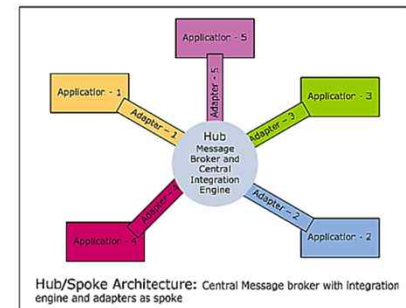 Application - 5
Adapter - 5
Application - 1
Adapter - 1
Application - 3
Adapter - 3
Hub
Message
Broker and
Central
Integration
Engine
Adapter - 4
Application - 4
Adapter - 2
Application - 2
Hub/Spoke Architecture: Central Message broker with integration
engine and adapters as spoke